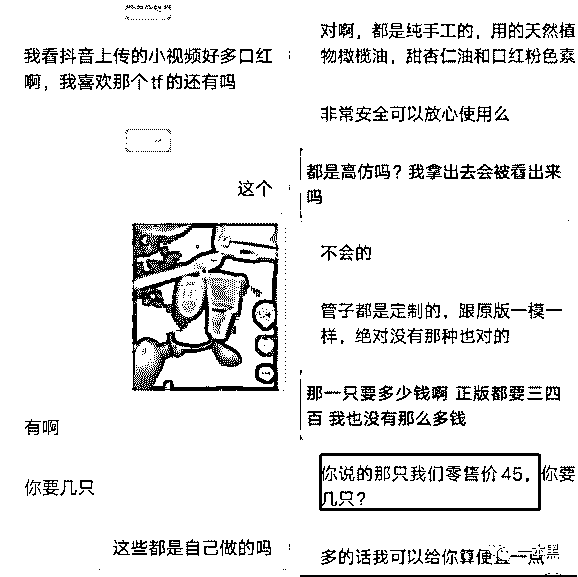 我看抖音上传的小视频好多口红
啊，我喜欢那个tf的还有吗
这个
有啊
你要几只
这些都是自己做的吗
对啊，都是纯手工的，用的天然植
物橄榄油，甜杏仁油和口红粉色素
非常安全可以放心使用么
都是高仿吗？我拿出去会被看出来
吗
不会的
管子都是定制的，跟原版一模一
样，绝对没有那种也对的
那一只要多少钱啊 正版都要三四
百 我也没有那么多钱
你说的那只我们零售价45，你要
几只？
多的话我可以给你算便宜一点
一本黑